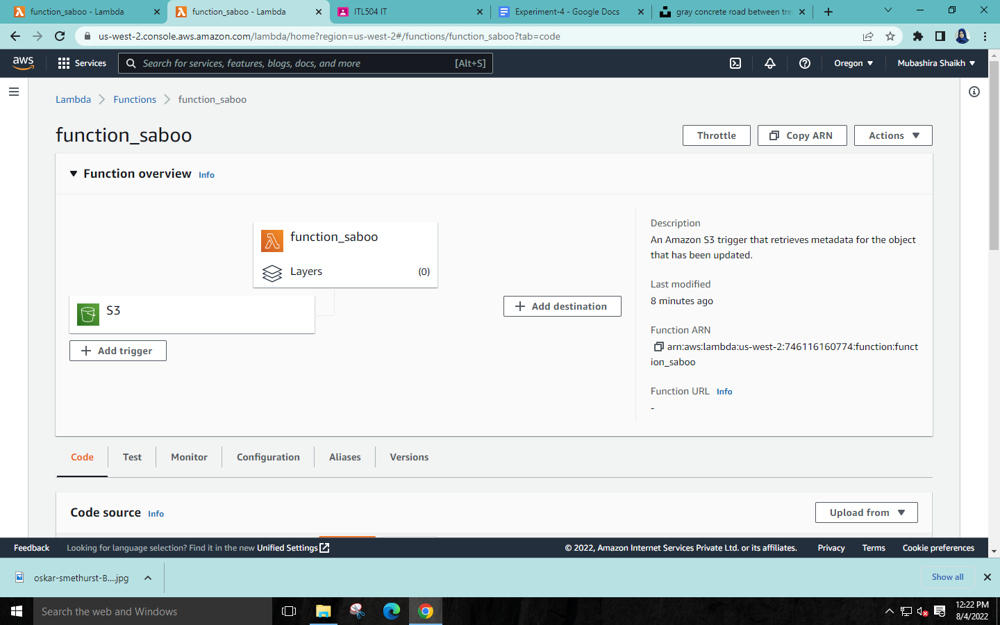 function_saboo - Lambda
function_saboo - Lambda
ITL504 IT
Experiment-4 - Google Docs
gray concrete road between tre
us-west-2.console.aws.amazon.com/lambda/home?region=us-west-2#/functions/function_saboo?tab=code
aws
Services
Search for services, features, blogs, docs, and more
[Alt+S]
Oregon
Mubashira Shaikh
Lambda
Functions
function_saboo
function_saboo
Throttle
Copy ARN
Actions
Function overview Info
function_saboo
Layers
(0)
S3
Add trigger
Add destination
Description
An Amazon S3 trigger that retrieves metadata for the object
that has been updated.
Last modified
8 minutes ago
Function ARN
arn:aws:lambda:us-west-2:746116160774:function:funct
ion_saboo
Function URL Info
-
Code
Test
Monitor
Configuration
Aliases
Versions
Code source Info
Upload from
Feedback
Looking for language selection? Find it in the new Unified Settings
© 2022, Amazon Internet Services Private Ltd. or its affiliates.
Privacy
Terms
Cookie preferences
oskar-smethurst-B....jpg
Show all
Search the web and Windows
12:22 PM
8/4/2022